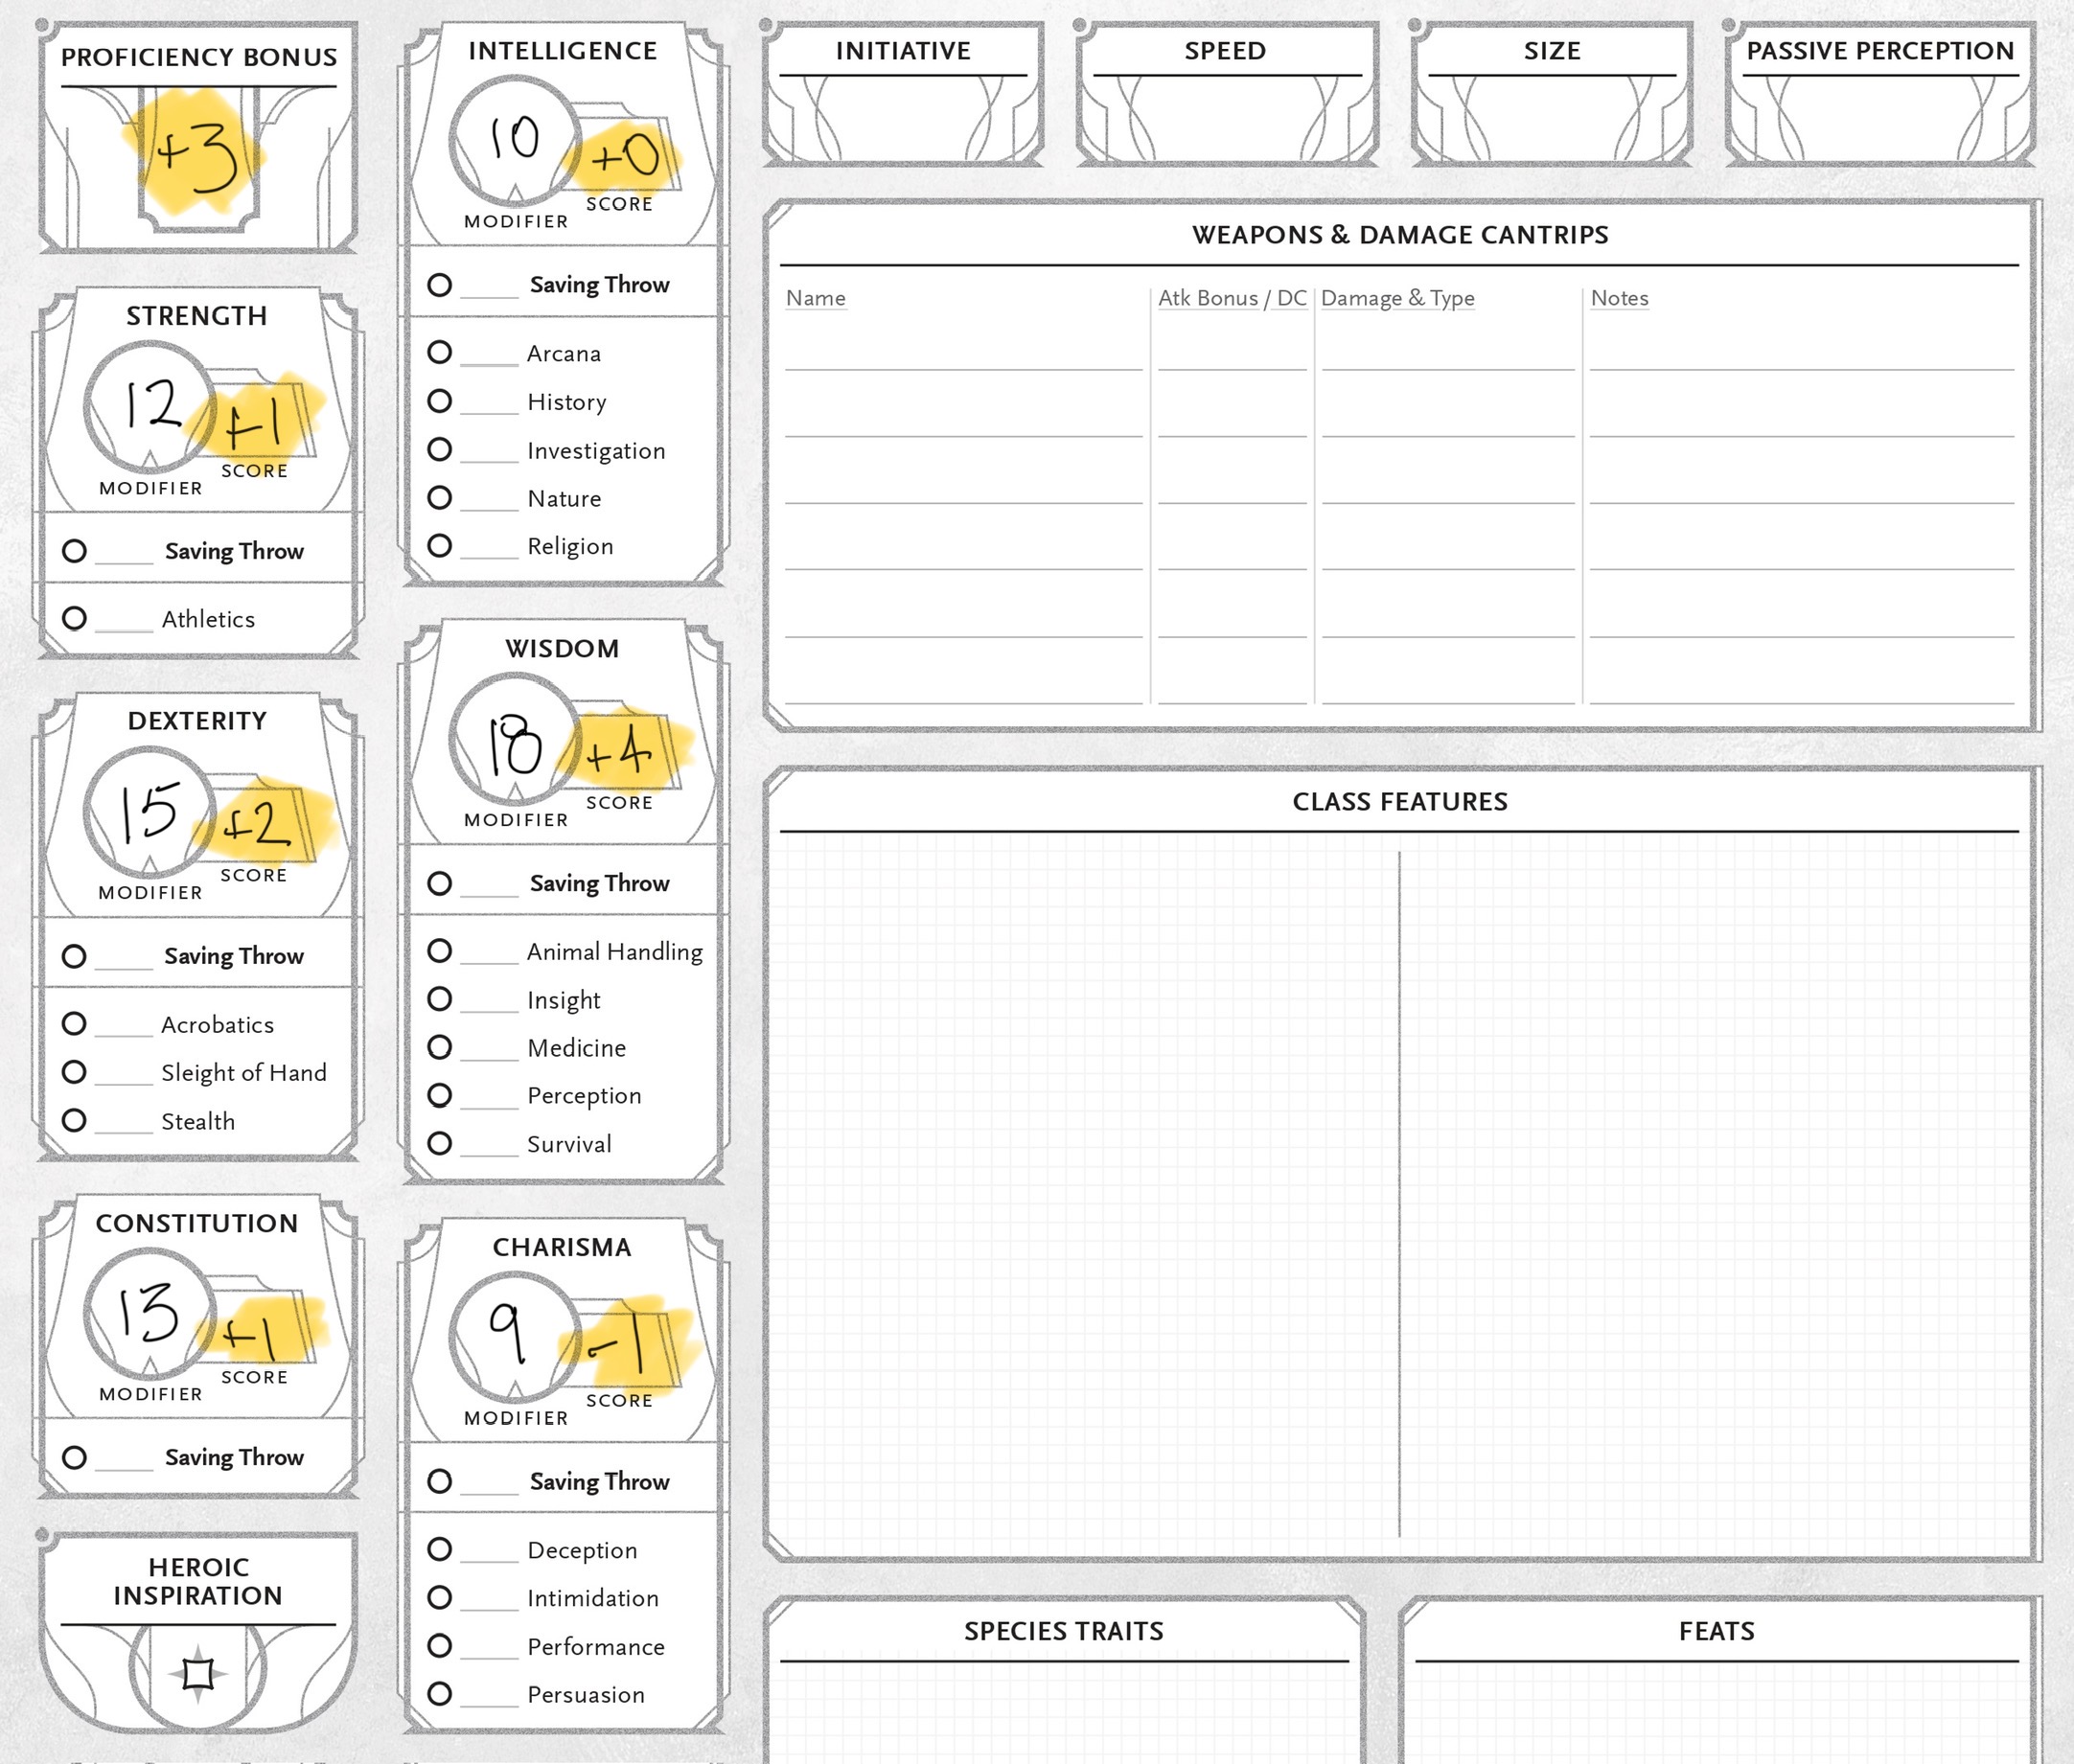 PROFICIENCY BONUS
+3
STRENGTH
12
+1
SCORE
MODIFIER
Saving Throw
Athletics
DEXTERITY
15
+2
SCORE
MODIFIER
Saving Throw
Acrobatics
Sleight of Hand
Stealth
CONSTITUTION
13
+1
SCORE
MODIFIER
Saving Throw
HEROIC
INSPIRATION
INTELLIGENCE
10
+0
SCORE
MODIFIER
Saving Throw
Arcana
History
Investigation
Nature
Religion
WISDOM
18
+4
SCORE
MODIFIER
Saving Throw
Animal Handling
Insight
Medicine
Perception
Survival
CHARISMA
9
-1
SCORE
MODIFIER
Saving Throw
Deception
Intimidation
Performance
Persuasion
INITIATIVE
SPEED
SIZE
PASSIVE PERCEPTION
WEAPONS & DAMAGE CANTRIPS
Name Atk Bonus / DC Damage & Type Notes
CLASS FEATURES
SPECIES TRAITS
FEATS